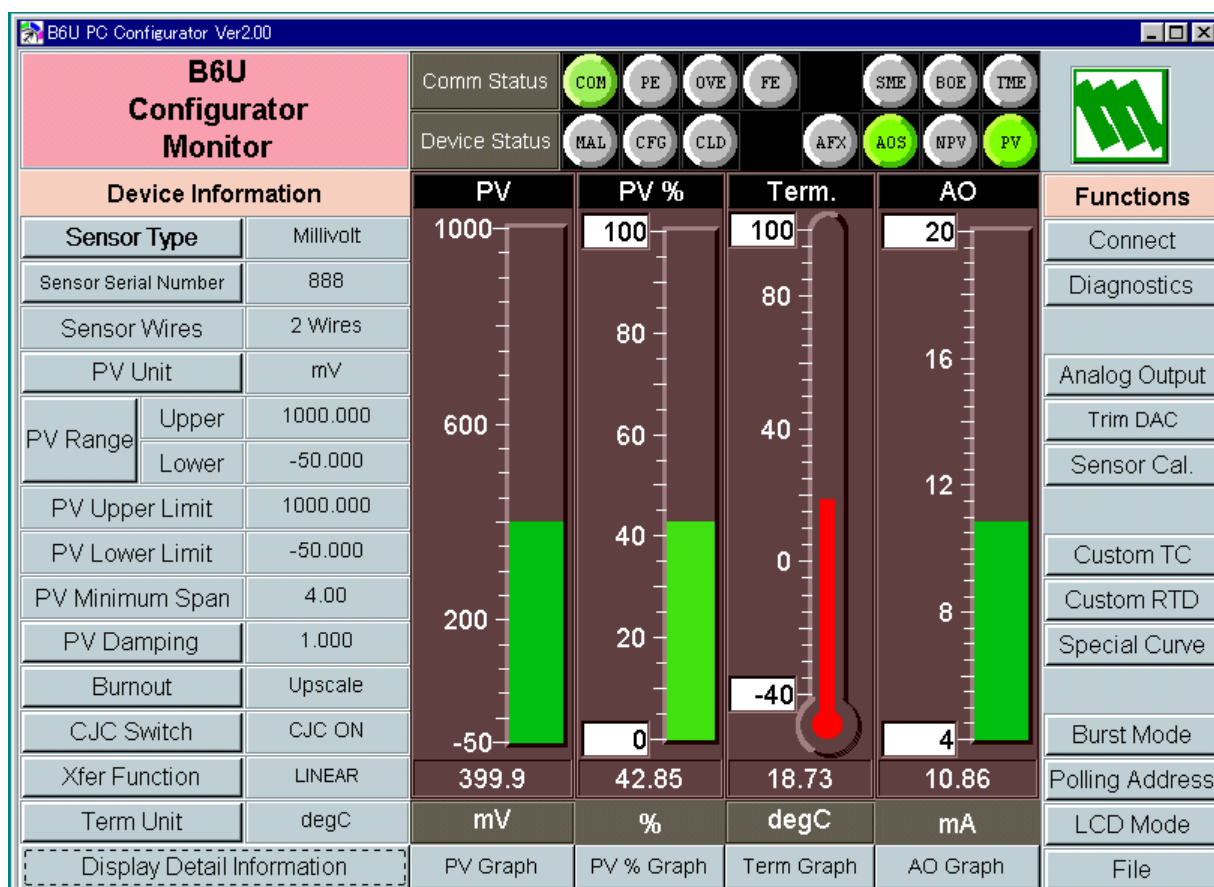 B6U PC Configurator Ver2.00
B6U
Configurator
Monitor
Comm Status COM PE OVE FE SME BOE TME
Device Status MAL CFG CLD AFX AOS NPV PV
Device Information
Sensor Type Millivolt
Sensor Serial Number 888
Sensor Wires 2 Wires
PV Unit mV
PV Range Upper 1000.000
Lower -50.000
PV Upper Limit 1000.000
PV Lower Limit -50.000
PV Minimum Span 4.00
PV Damping 1.000
Burnout Upscale
CJC Switch CJC ON
Xfer Function LINEAR
Term Unit degC
Display Detail Information
PV
1000
600
200
-50
399.9
mV
PV Graph
PV %
100
80
60
40
20
0
42.85
%
PV % Graph
Term.
100
80
40
0
-40
18.73
degC
Term Graph
AO
20
16
12
8
4
10.86
mA
AO Graph
Functions
Connect
Diagnostics
Analog Output
Trim DAC
Sensor Cal.
Custom TC
Custom RTD
Special Curve
Burst Mode
Polling Address
LCD Mode
File